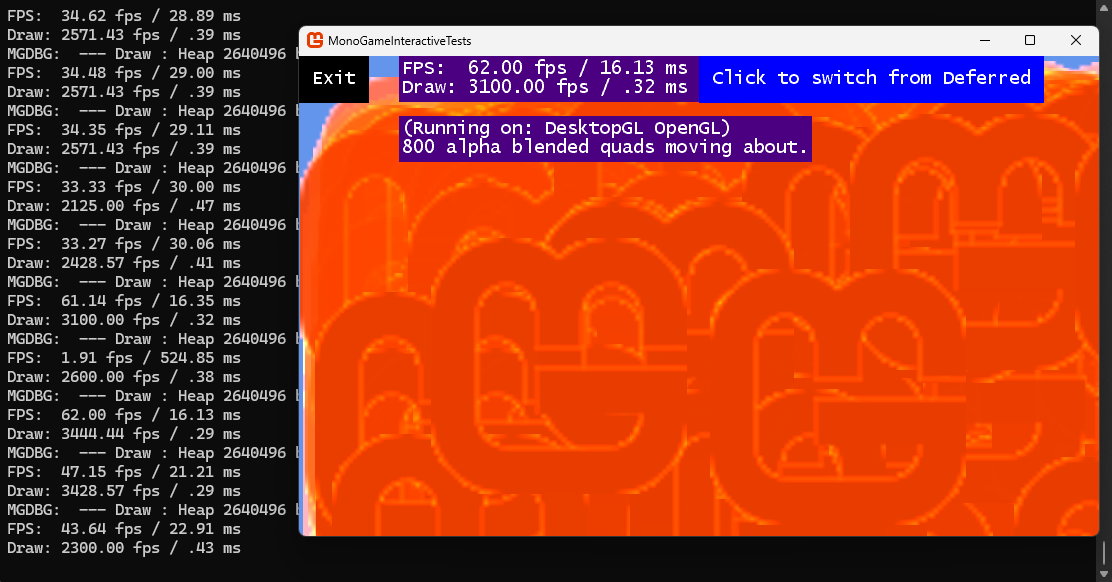 FPS:  34.62 fps / 28.89 ms
Draw: 2571.43 fps / .39 ms
MGDBG:  --- Draw : Heap 2640496
FPS:  34.48 fps / 29.00 ms
Draw: 2571.43 fps / .39 ms
MGDBG:  --- Draw : Heap 2640496
FPS:  34.35 fps / 29.11 ms
Draw: 2571.43 fps / .39 ms
MGDBG:  --- Draw : Heap 2640496
FPS:  33.33 fps / 30.00 ms
Draw: 2125.00 fps / .47 ms
MGDBG:  --- Draw : Heap 2640496
FPS:  33.27 fps / 30.06 ms
Draw: 2428.57 fps / .41 ms
MGDBG:  --- Draw : Heap 2640496
FPS:  61.14 fps / 16.35 ms
Draw: 3100.00 fps / .32 ms
MGDBG:  --- Draw : Heap 2640496
FPS:  1.91 fps / 524.85 ms
Draw: 2600.00 fps / .38 ms
MGDBG:  --- Draw : Heap 2640496
FPS:  62.00 fps / 16.13 ms
Draw: 3444.44 fps / .29 ms
MGDBG:  --- Draw : Heap 2640496
FPS:  47.15 fps / 21.21 ms
Draw: 3428.57 fps / .29 ms
MGDBG:  --- Draw : Heap 2640496
FPS:  43.64 fps / 22.91 ms
Draw: 2300.00 fps / .43 ms
MonoGameInteractiveTests
Exit
FPS:  62.00 fps / 16.13 ms
Draw: 3100.00 fps / .32 ms
Click to switch from Deferred
(Running on: DesktopGL OpenGL)
800 alpha blended quads moving about.